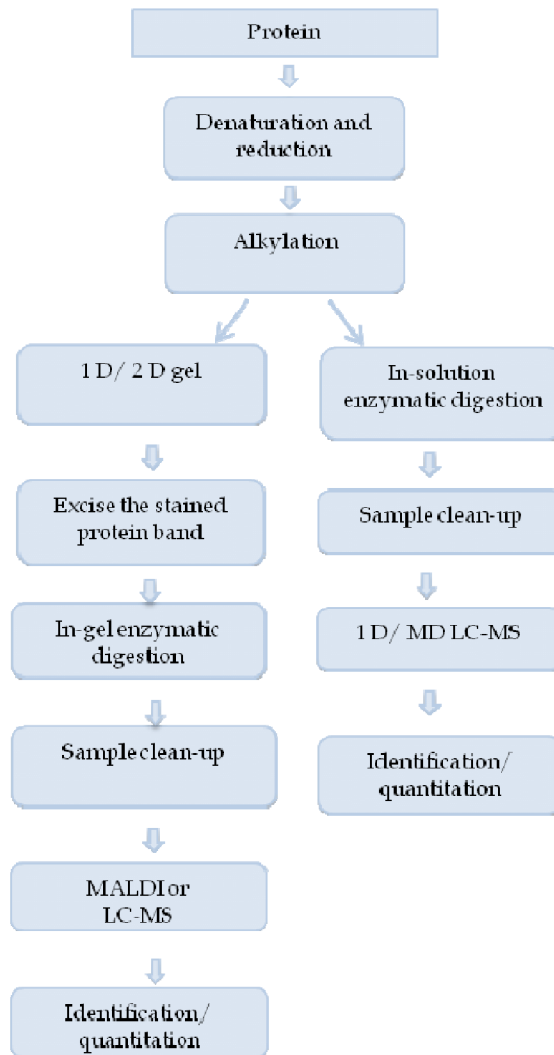 Protein
Denaturation and
reduction
Alkylation
1 D/ 2 D gel
Excise the stained
protein band
In-gel enzymatic
digestion
Sample clean-up
MALDI or
LC-MS
Identification/
quantitation
In-solution
enzymatic digestion
Sample clean-up
1 D/ MD LC-MS
Identification/
quantitation